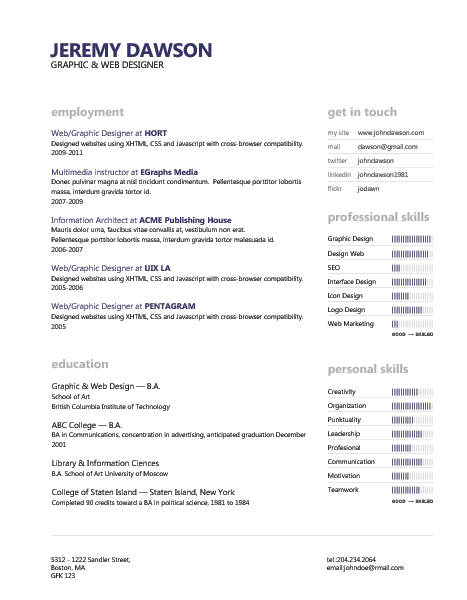 JEREMY DAWSON
GRAPHIC & WEB DESIGNER
employment
Web/Graphic Designer at HORT
Designed websites using XHTML, CSS and Javascript with cross-browser compatibility.
2009-2011
Multimedia instructor at EGraphs Media
Donec pulvinar magna at nisl tincidunt condimentum. Pellentesque porttitor lobortis
massa, interdum gravida tortor id.
2007-2009
Information Architect at ACME Publishing House
Mauris dolor urna, faucibus vitae convallis at, vestibulum non erat.
Pellentesque porttitor lobortis massa, interdum gravida tortor malesuada id.
2006-2007
Web/Graphic Designer at UIX LA
Designed websites using XHTML, CSS and Javascript with cross-browser compatibility.
2005-2006
Web/Graphic Designer at PENTAGRAM
Designed websites using XHTML, CSS and Javascript with cross-browser compatibility.
2005
education
Graphic & Web Design — B.A.
School of Art
British Columbia Institute of Technology
ABC College — B.A.
BA in Communications, concentration in advertising, anticipated graduation December
2001
Library & Information Ciences
B.A. School of Art University of Moscow
College of Staten Island — Staten Island, New York
Completed 90 credits toward a BA in political science, 1981 to 1984
get in touch
my site www.johndawson.com
mail dawson@gmail.com
twitter johndawson
linkedin johndawson1981
flickr jodawn
professional skills
Graphic Design
Design Web
SEO
Interface Design
Icon Design
Logo Design
Web Marketing
GOOD → SKILLED
personal skills
Creativity
Organization
Punktuality
Leadership
Profesional
Communication
Motivation
Teamwork
GOOD → SKILLED
5312 - 1222 Sandler Street,
Boston, MA
GFK 123
tel.:204.234.2064
email:johndoe@rmail.com